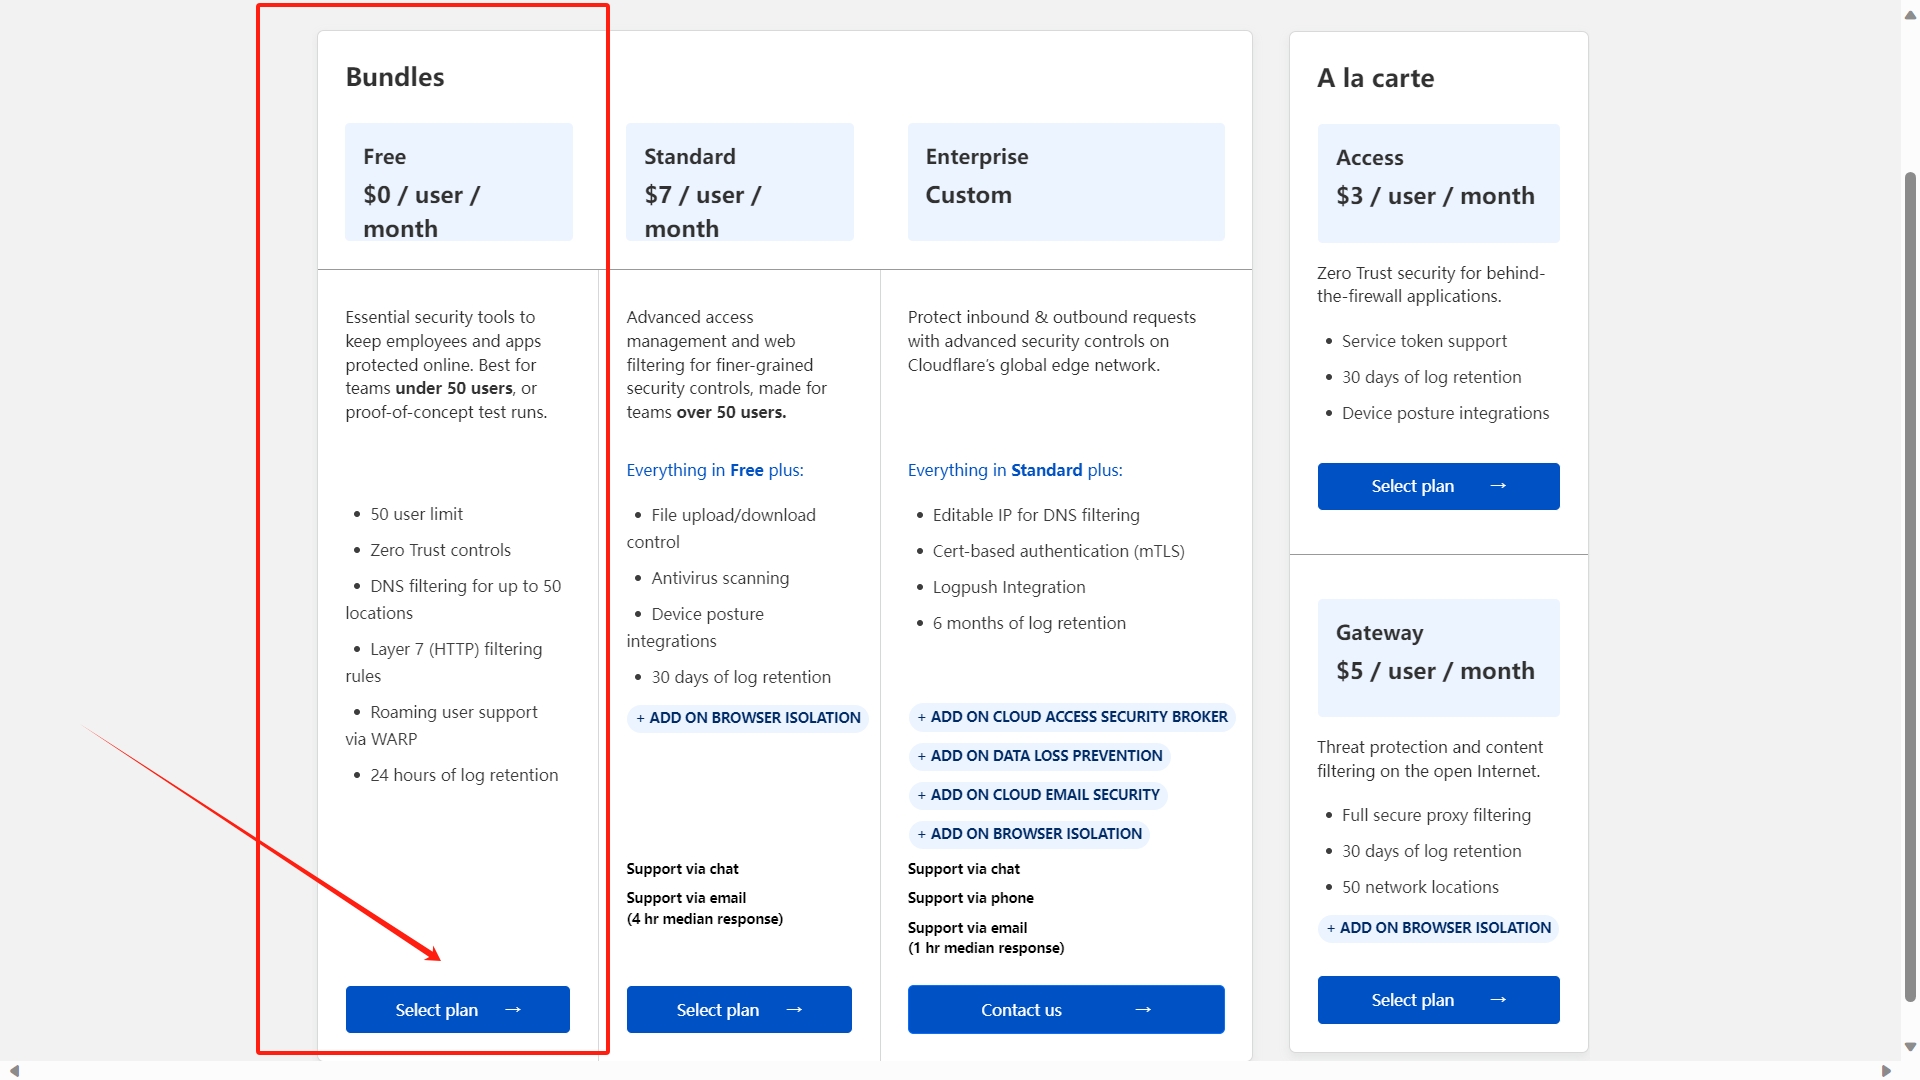 Bundles
Free
$0 / user /
month
Essential security tools to
keep employees and apps
protected online. Best for
teams under 50 users, or
proof-of-concept test runs.
• 50 user limit
• Zero Trust controls
• DNS filtering for up to 50
locations
• Layer 7 (HTTP) filtering
rules
• Roaming user support
via WARP
• 24 hours of log retention
Select plan →
Standard
$7 / user /
month
Advanced access
management and web
filtering for finer-grained
security controls, made for
teams over 50 users.
Everything in Free plus:
• File upload/download
control
• Antivirus scanning
• Device posture
integrations
• 30 days of log retention
+ ADD ON BROWSER ISOLATION
Support via chat
Support via email
(4 hr median response)
Select plan →
Enterprise
Custom
Protect inbound & outbound requests
with advanced security controls on
Cloudflare's global edge network.
Everything in Standard plus:
• Editable IP for DNS filtering
• Cert-based authentication (mTLS)
• Logpush Integration
• 6 months of log retention
+ ADD ON CLOUD ACCESS SECURITY BROKER
+ ADD ON DATA LOSS PREVENTION
+ ADD ON CLOUD EMAIL SECURITY
+ ADD ON BROWSER ISOLATION
Support via chat
Support via phone
Support via email
(1 hr median response)
Contact us →
A la carte
Access
$3 / user / month
Zero Trust security for behind-
the-firewall applications.
• Service token support
• 30 days of log retention
• Device posture integrations
Select plan →
Gateway
$5 / user / month
Threat protection and content
filtering on the open Internet.
• Full secure proxy filtering
• 30 days of log retention
• 50 network locations
+ ADD ON BROWSER ISOLATION
Select plan →